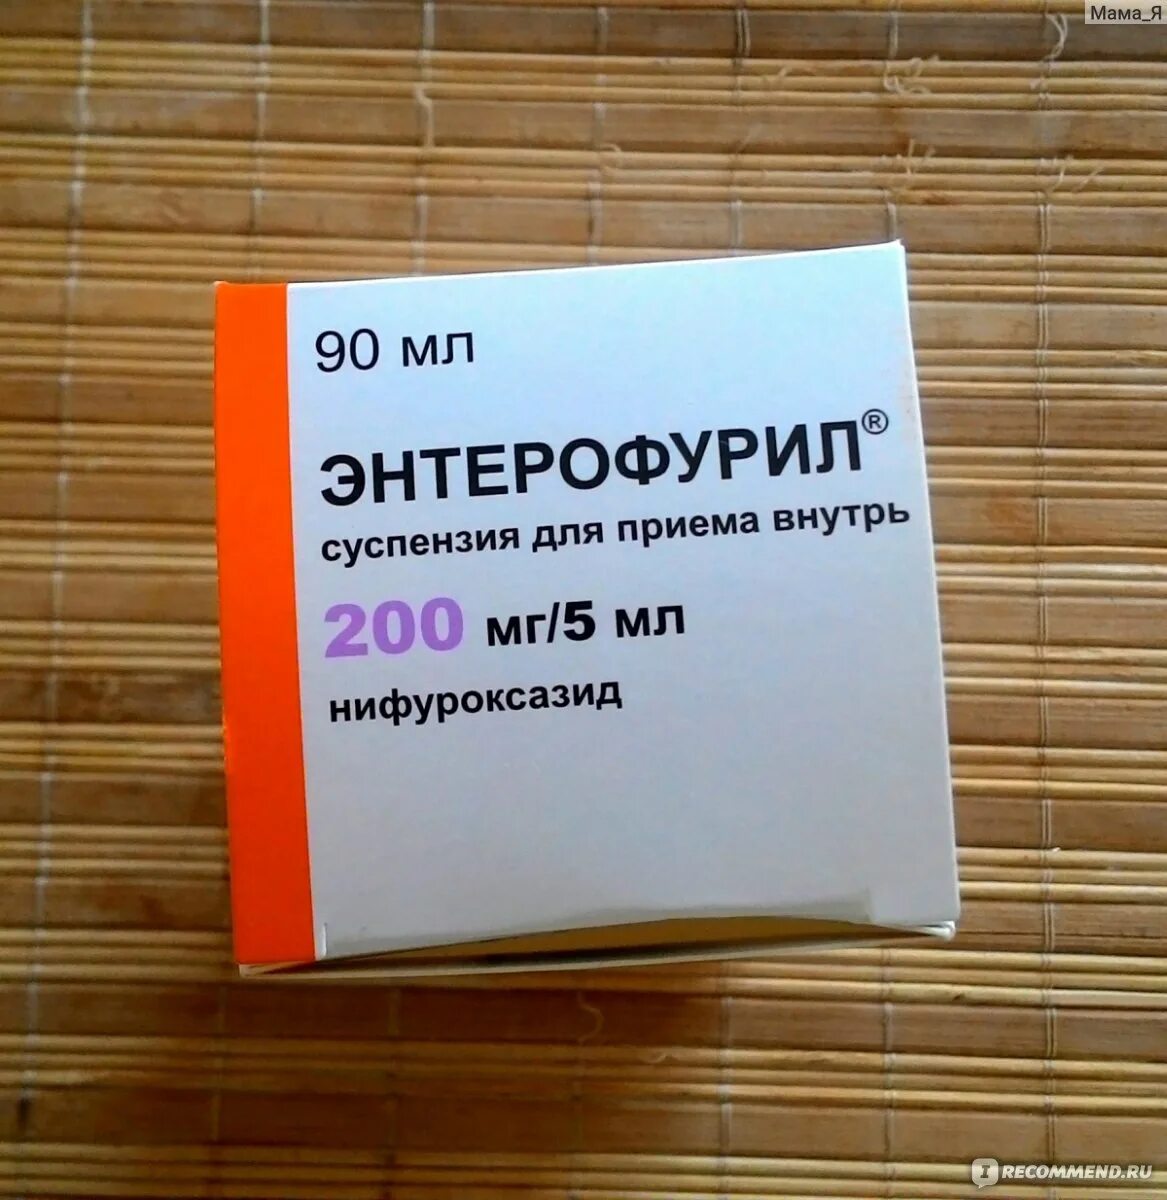 Мама_Я
90 мл
ЭНТЕРОФУРИЛ®
суспензия для приема внутрь
200 мг/5 мл
нифуроксазид
I RECOMMEND.RU